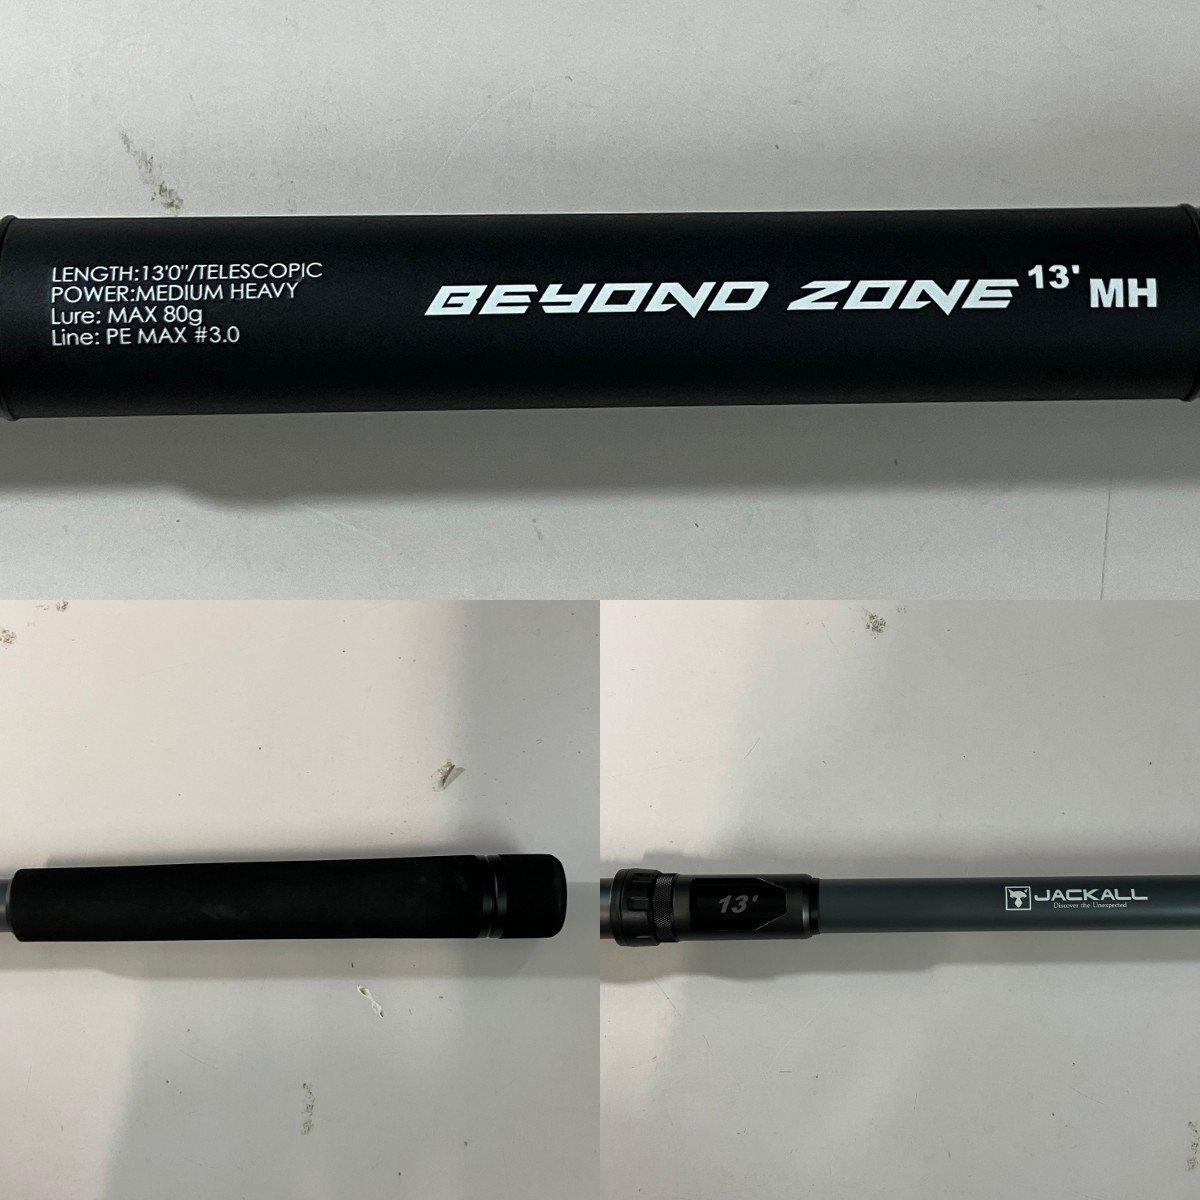 LENGTH:13'0"/TELESCOPIC
POWER:MEDIUM HEAVY
Lure: MAX 80g
Line: PE MAX #3.0
BEYOND ZONE 13' MH
13'
JACKALL
Discover the Unexpected